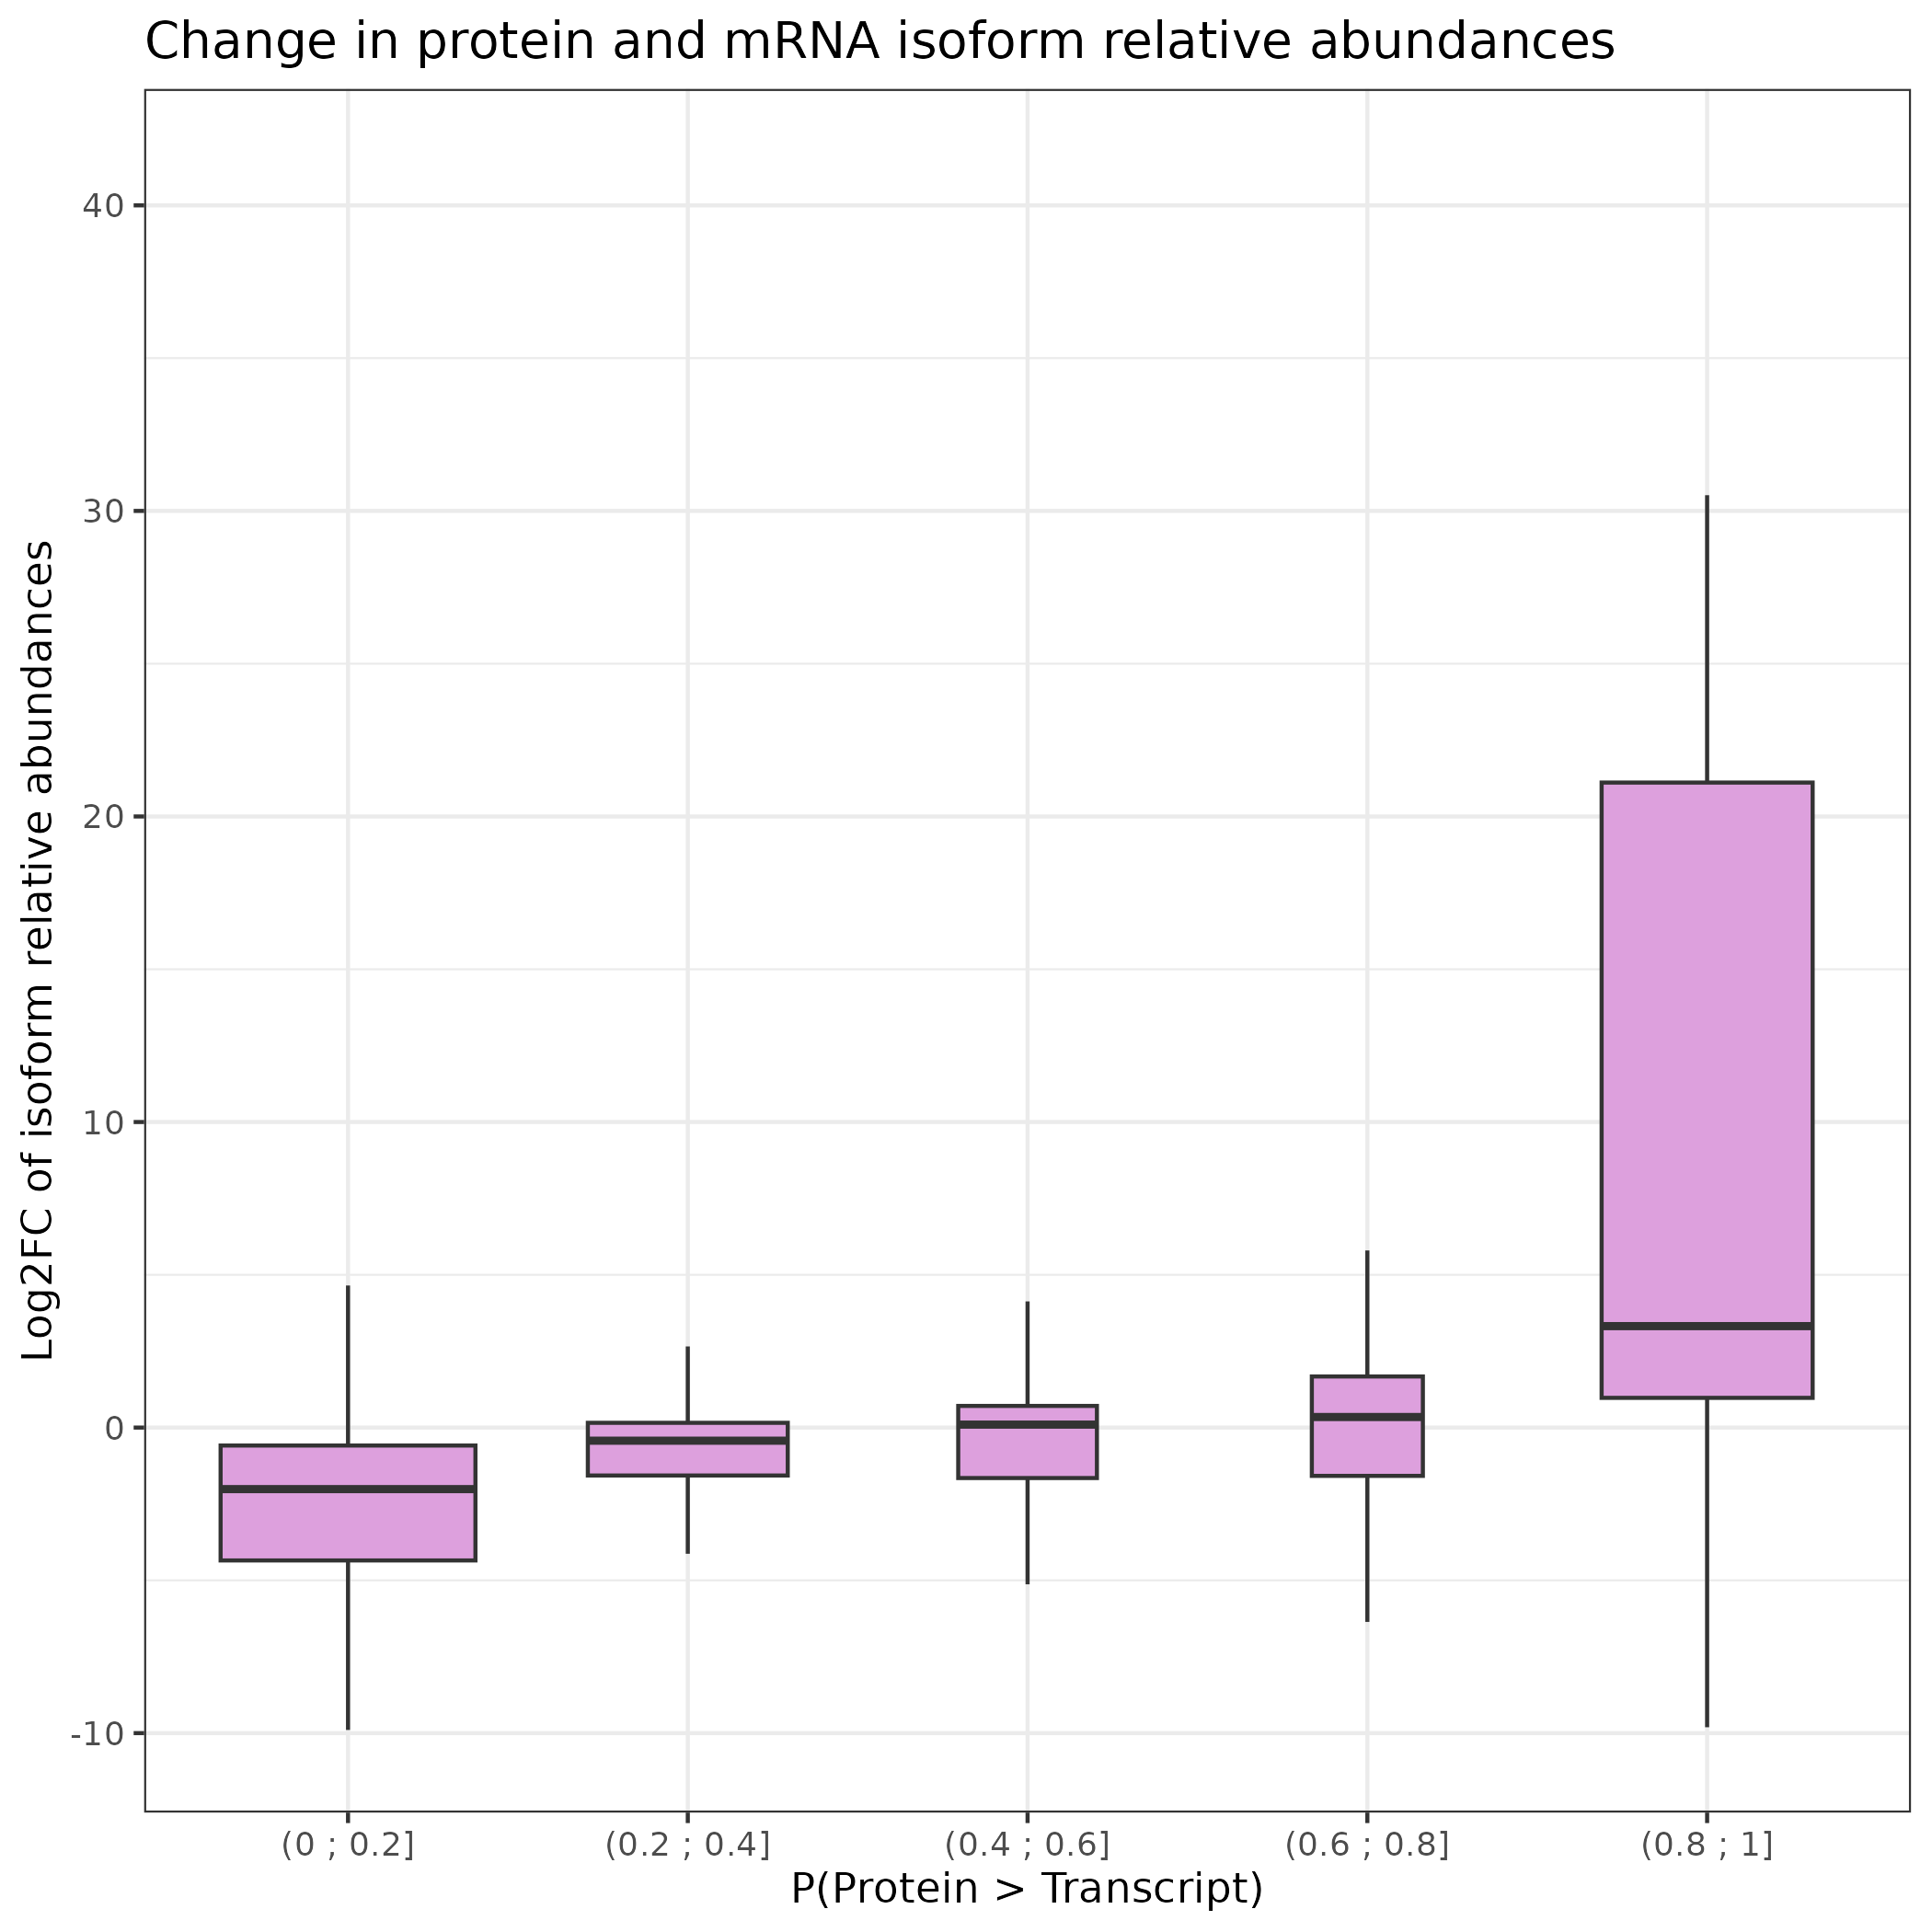 Change in protein and mRNA isoform relative abundances
Log2FC of isoform relative abundances
40
30
20
10
0
-10
(0 ; 0.2]
(0.2 ; 0.4]
(0.4 ; 0.6]
(0.6 ; 0.8]
(0.8 ; 1]
P(Protein > Transcript)